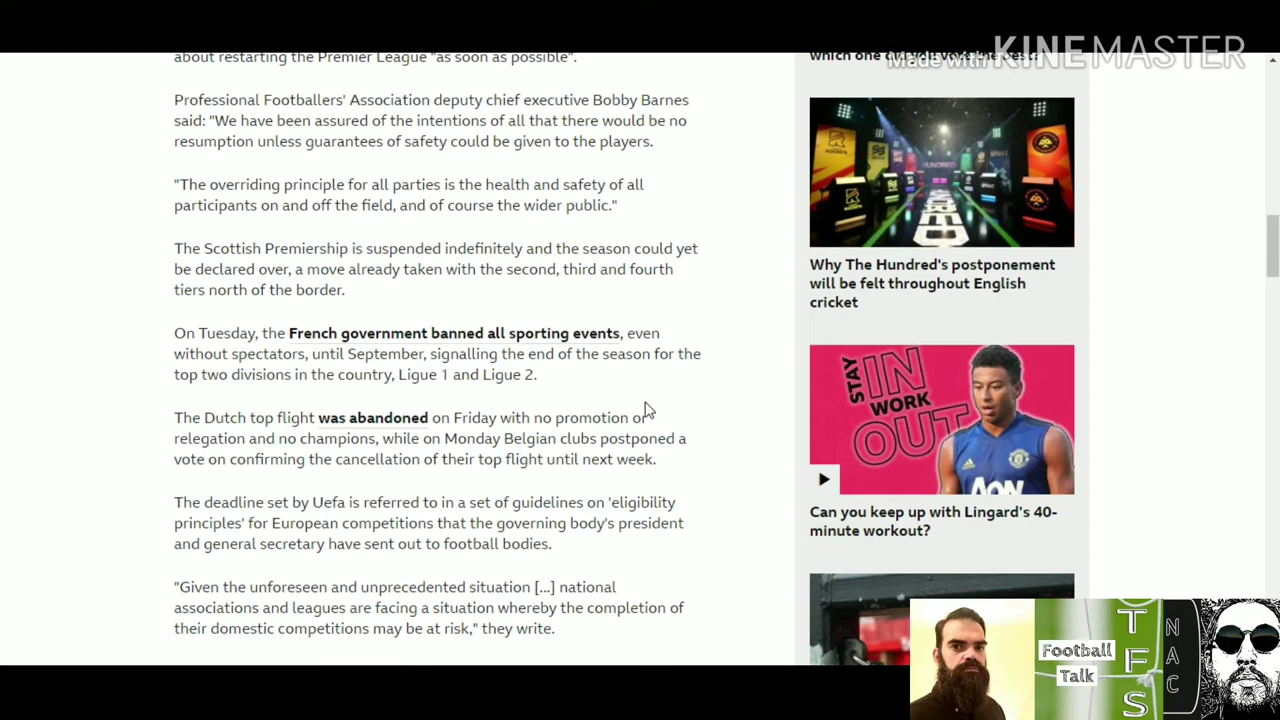 Made with KINEMASTER
about restarting the Premier League "as soon as possible".
Professional Footballers' Association deputy chief executive Bobby Barnes
said: "We have been assured of the intentions of all that there would be no
resumption unless guarantees of safety could be given to the players.
"The overriding principle for all parties is the health and safety of all
participants on and off the field, and of course the wider public."
The Scottish Premiership is suspended indefinitely and the season could yet
be declared over, a move already taken with the second, third and fourth
tiers north of the border.
On Tuesday, the French government banned all sporting events, even
without spectators, until September, signalling the end of the season for the
top two divisions in the country, Ligue 1 and Ligue 2.
The Dutch top flight was abandoned on Friday with no promotion or
relegation and no champions, while on Monday Belgian clubs postponed a
vote on confirming the cancellation of their top flight until next week.
The deadline set by Uefa is referred to in a set of guidelines on 'eligibility
principles' for European competitions that the governing body's president
and general secretary have sent out to football bodies.
"Given the unforeseen and unprecedented situation [...] national
associations and leagues are facing a situation whereby the completion of
their domestic competitions may be at risk," they write.
which one did you vote the best?
HUNDRED
Why The Hundred's postponement
will be felt throughout English
cricket
STAY
IN
WORK
OUT
AON
Can you keep up with Lingard's 40-
minute workout?
Football
Talk
T
F
S
N
A
C